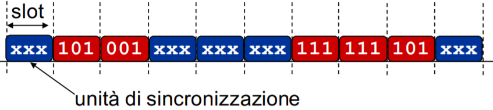 slot
xxx 101 001 xxx xxx xxx 111 111 101 xxx
unità di sincronizzazione